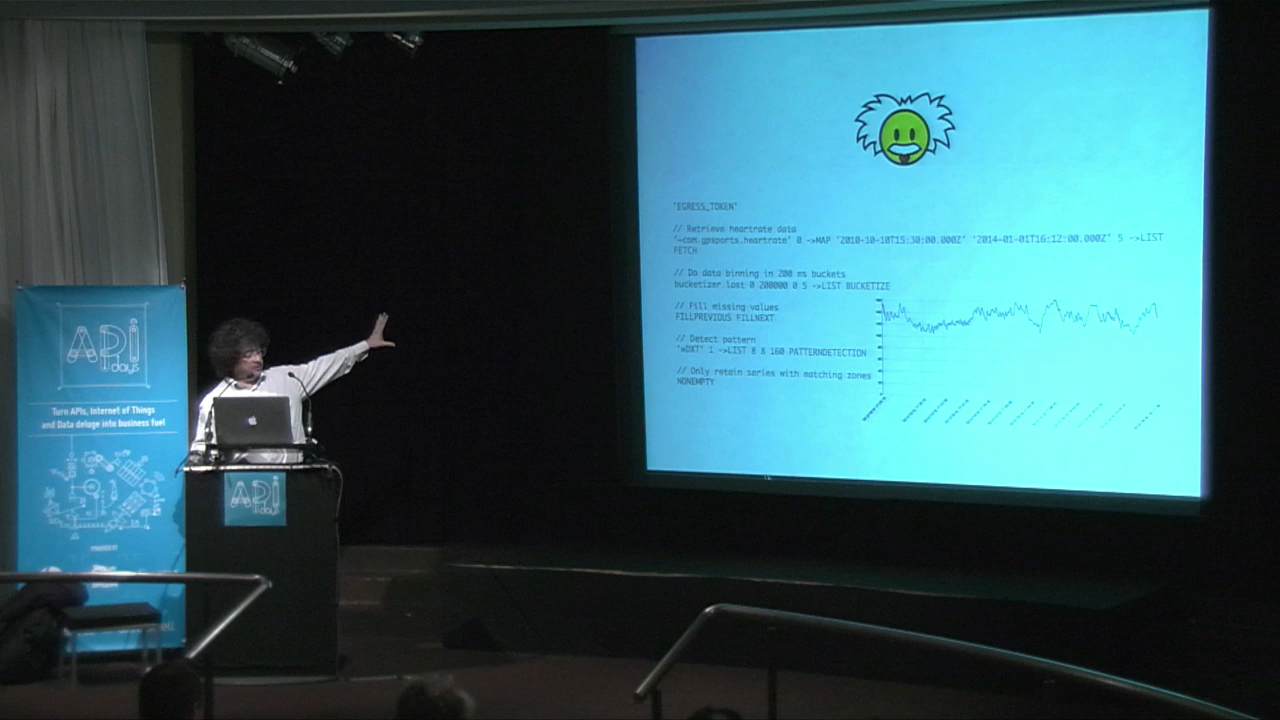 'EGRESS_TOKEN'
// Retrieve heartrate data
'~com.gpsports.heartrate' 0 ->MAP '2010-10-10T15:30:00.000Z' '2014-01-01T16:12:00.000Z' 5 ->LIST
FETCH
// Do data binning in 200 ms buckets
bucketizer.last 0 200000 0 5 ->LIST BUCKETIZE
// Fill missing values
FILLPREVIOUS FILLNEXT
// Detect pattern
1 ->LIST 8 8 160 PATTERNDETECTION
// Only retain series with matching zones
NONEMPTY
APi
days
Turn APIs, Internet of Things
and Data deluge into business fuel
POWERED BY
APi
days